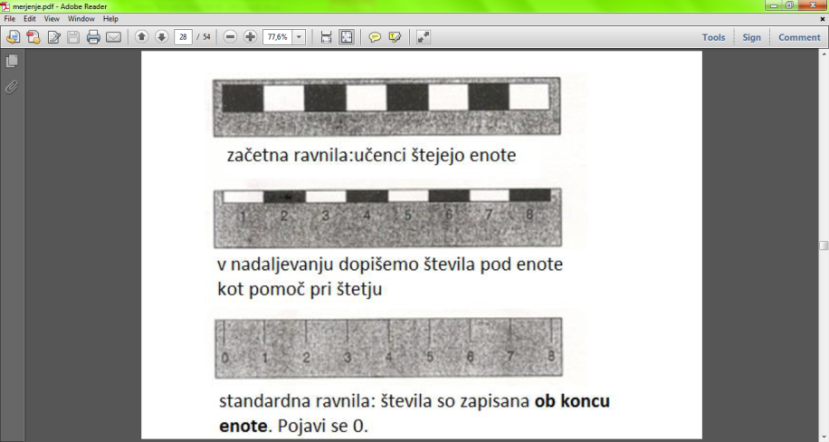 merjenje.pdf - Adobe Reader
File Edit View Window Help
28 / 54 77,6% Tools Sign Comment
začetna ravnila:učenci štejejo enote
1 2 3 4 5 6 7 8
v nadaljevanju dopišemo števila pod enote
kot pomoč pri štetju
0 1 2 3 4 5 6 7 8
standardna ravnila: števila so zapisana ob koncu
enote. Pojavi se 0.